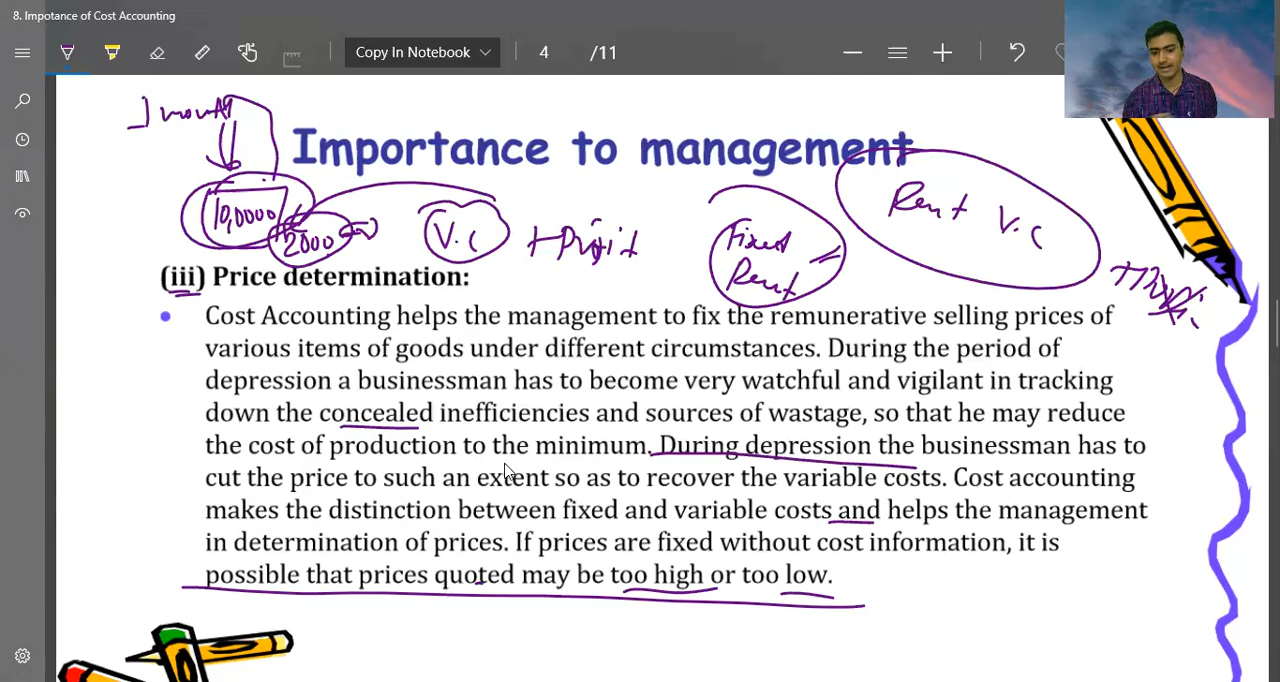 8. Impotance of Cost Accounting
Copy In Notebook
4 /11
1 month
Importance to management
10,0000
2000
V.C
+Profit
Fixed
Rent
Rent V.C
(iii) Price determination:
Cost Accounting helps the management to fix the remunerative selling prices of
various items of goods under different circumstances. During the period of
depression a businessman has to become very watchful and vigilant in tracking
down the concealed inefficiencies and sources of wastage, so that he may reduce
the cost of production to the minimum. During depression the businessman has to
cut the price to such an extent so as to recover the variable costs. Cost accounting
makes the distinction between fixed and variable costs and helps the management
in determination of prices. If prices are fixed without cost information, it is
possible that prices quoted may be too high or too low.